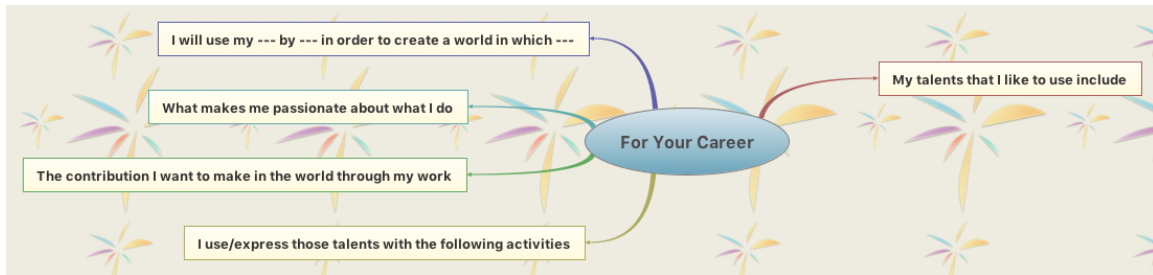 I will use my --- by --- in order to create a world in which ---
My talents that I like to use include
What makes me passionate about what I do
For Your Career
The contribution I want to make in the world through my work
I use/express those talents with the following activities